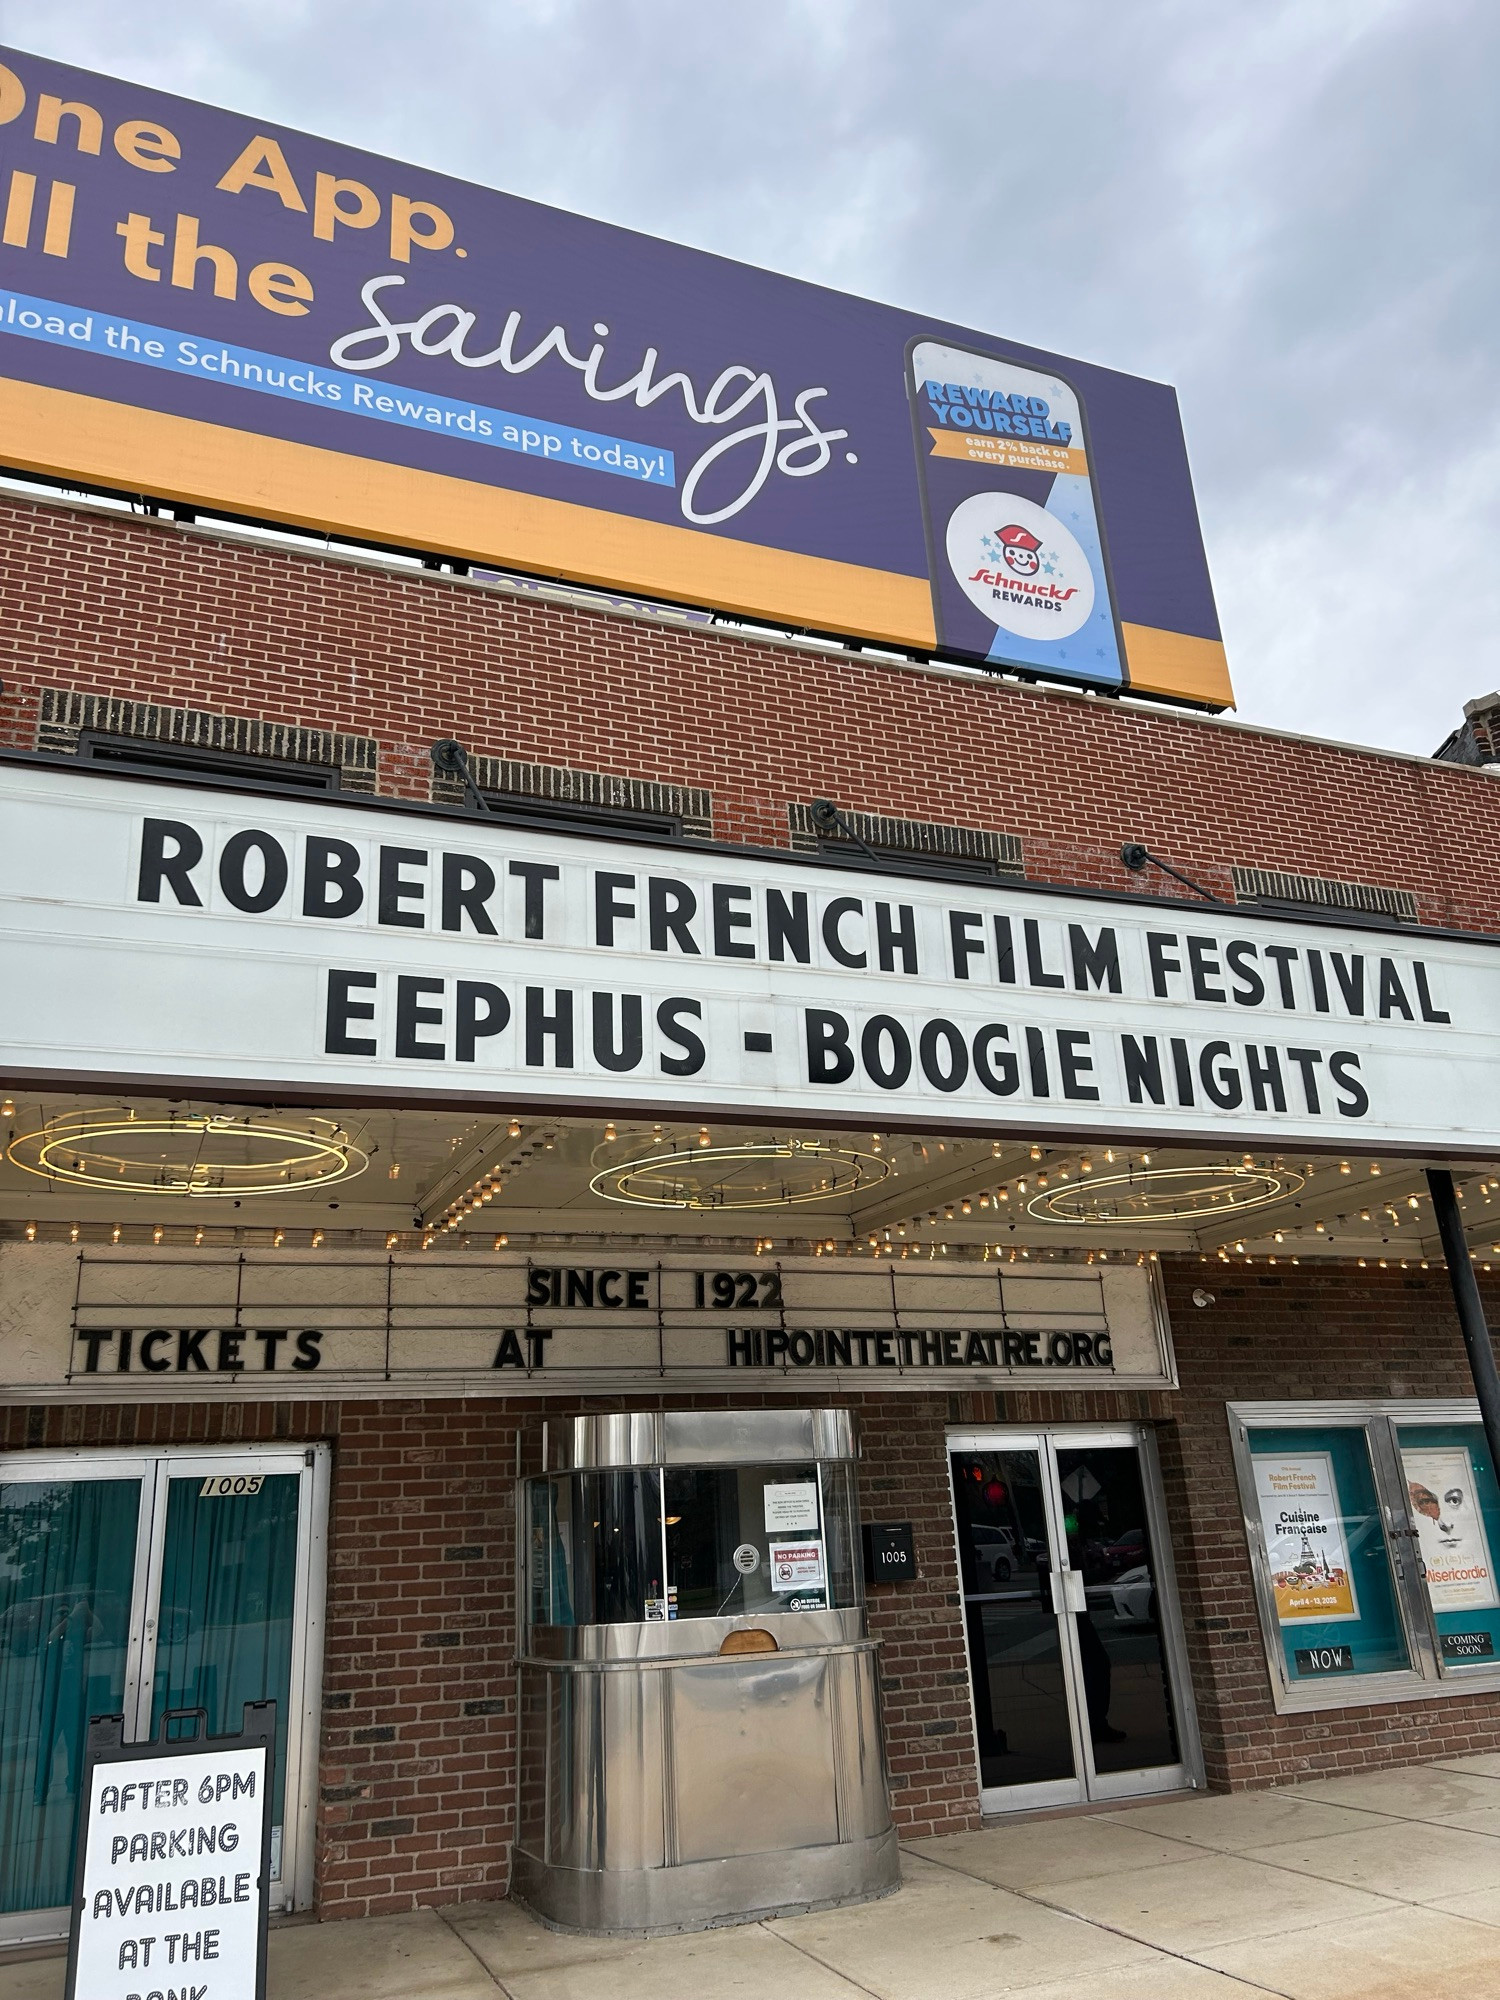 One App.
ll the savings.
nload the Schnucks Rewards app today!
REWARD
YOURSELF
earn 2% back on
every purchase.
Schnucks
REWARDS
ROBERT FRENCH FILM FESTIVAL
EEPHUS - BOOGIE NIGHTS
SINCE 1922
TICKETS AT HIPOINTETHEATRE.ORG
1005
NO PARKING
1005
Robert French
Film Festival
Cuisine
Française
April 4 - 13, 2025
NOW
Misericordia
COMING
SOON
AFTER 6PM
PARKING
AVAILABLE
AT THE
BANK